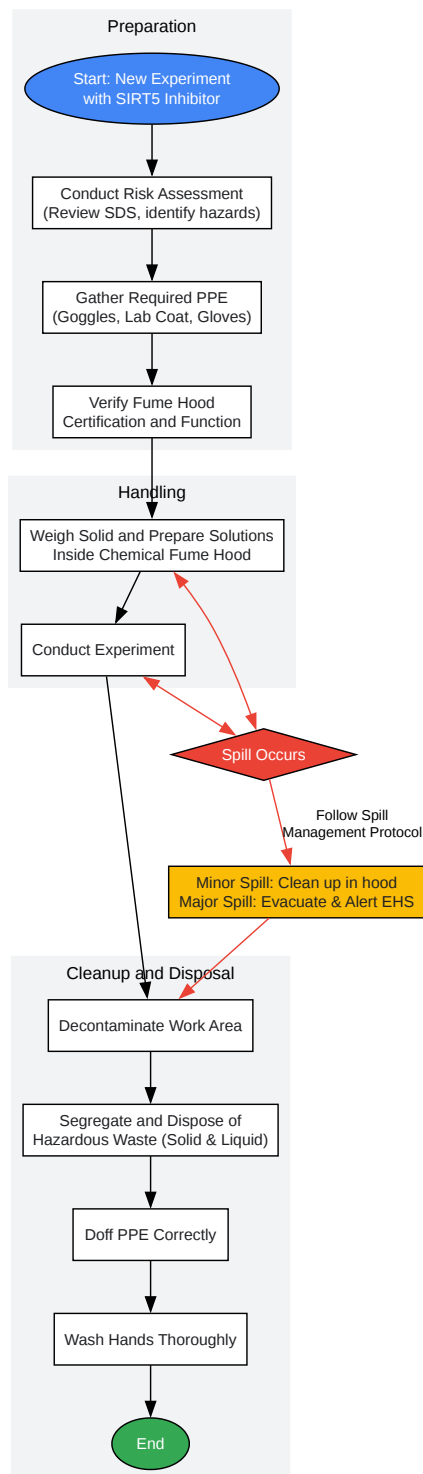 Preparation
Start: New Experiment
with SIRT5 Inhibitor
Conduct Risk Assessment
(Review SDS, identify hazards)
Gather Required PPE
(Goggles, Lab Coat, Gloves)
Verify Fume Hood
Certification and Function
Handling
Weigh Solid and Prepare Solutions
Inside Chemical Fume Hood
Conduct Experiment
Spill Occurs
Follow Spill
Management Protocol
Minor Spill: Clean up in hood
Major Spill: Evacuate & Alert EHS
Cleanup and Disposal
Decontaminate Work Area
Segregate and Dispose of
Hazardous Waste (Solid & Liquid)
Doff PPE Correctly
Wash Hands Thoroughly
End